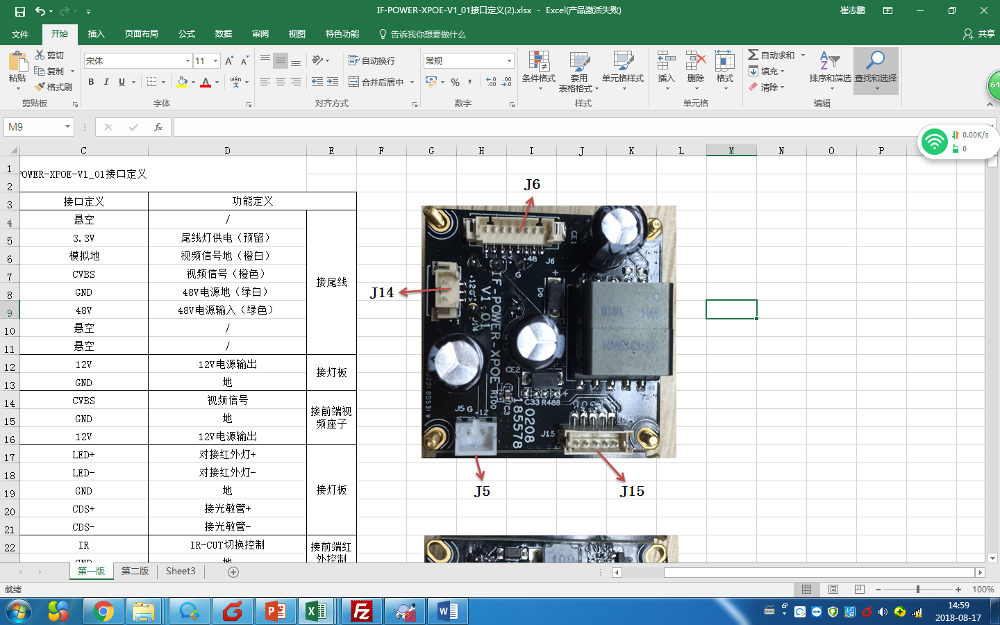 IF-POWER-XPOE-V1_01接口定义(2).xlsx - Excel(产品激活失败)
崔志鹏
文件 开始 插入 页面布局 公式 数据 审阅 视图 特色功能 告诉我你想要做什么 共享
粘贴 剪切 复制 格式刷
宋体 11
B I U wén 文
自动换行
合并后居中
常规
% ,
条件格式 套用表格格式 单元格样式
插入 删除 格式
自动求和 填充 清除
排序和筛选 查找和选择
剪贴板 字体 对齐方式 数字 样式 单元格 编辑
64
M9 fx
0.00K/s
0
C D E F G H I J K L M N O P
1 POWER-XPOE-V1_01接口定义
2
3 接口定义 功能定义
4 悬空 /
5 3.3V 尾线灯供电（预留）
6 模拟地 视频信号地（橙白）
7 CVBS 视频信号（橙色）
接尾线
8 GND 48V电源地（绿白）
9 48V 48V电源输入（绿色）
10 悬空 /
11 悬空 /
12 12V 12V电源输出
接灯板
13 GND 地
14 CVBS 视频信号
15 GND 地
接前端视频座子
16 12V 12V电源输出
17 LED+ 对接红外灯+
18 LED- 对接红外灯-
19 GND 地
接灯板
20 CDS+ 接光敏管+
21 CDS- 接光敏管-
22 IR IR-CUT切换控制
接前端红外控制
GND 地
J6
J14
J5
J15
CE1
+48
J6
G
+12G
J14
D6
IF-POWER-XPOE
V1.01
CE2
C33 R488
C3
R100
J5 G +12
0208
185578
J15
第一版 第二版 Sheet3
就绪
100%
14:59
2018-08-17